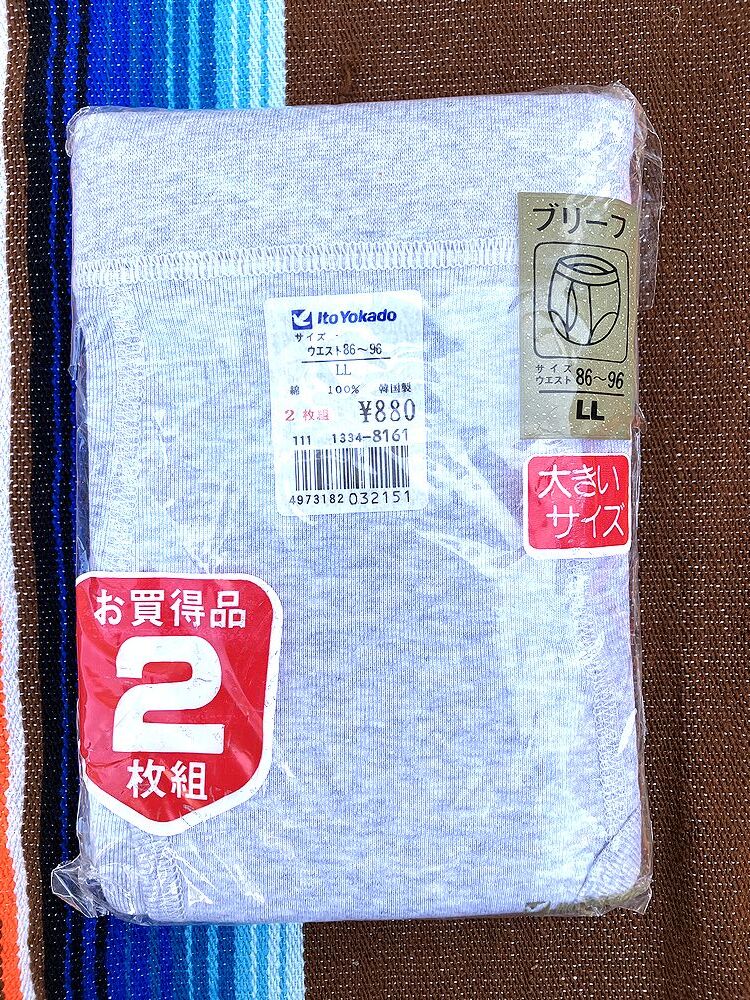 ブリーフ
サイズ
ウエスト 86～96
LL
大きい
サイズ
Ito Yokado
サイズ -
ウエスト86～96
LL
綿 100% 韓国製
2枚組 ¥880
111 1334-8161
4973182 032151
お買得品
2
枚組